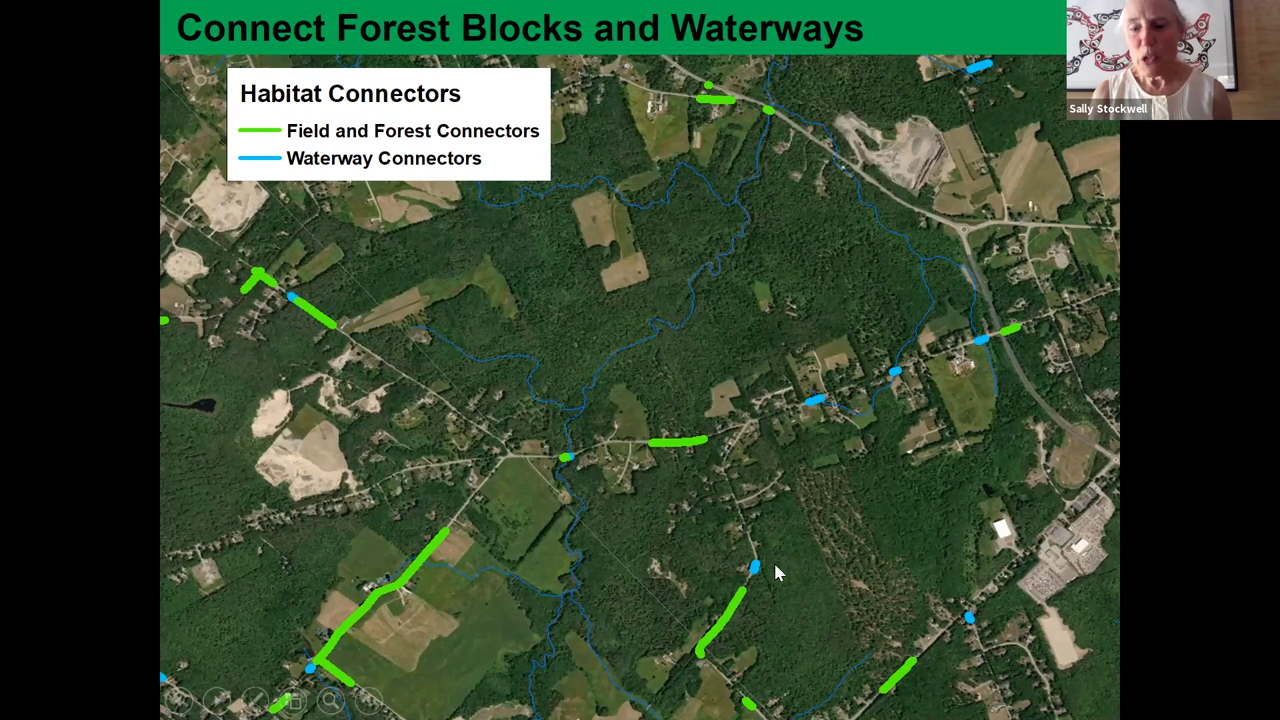 Connect Forest Blocks and Waterways
Sally Stockwell
Habitat Connectors
Field and Forest Connectors
Waterway Connectors